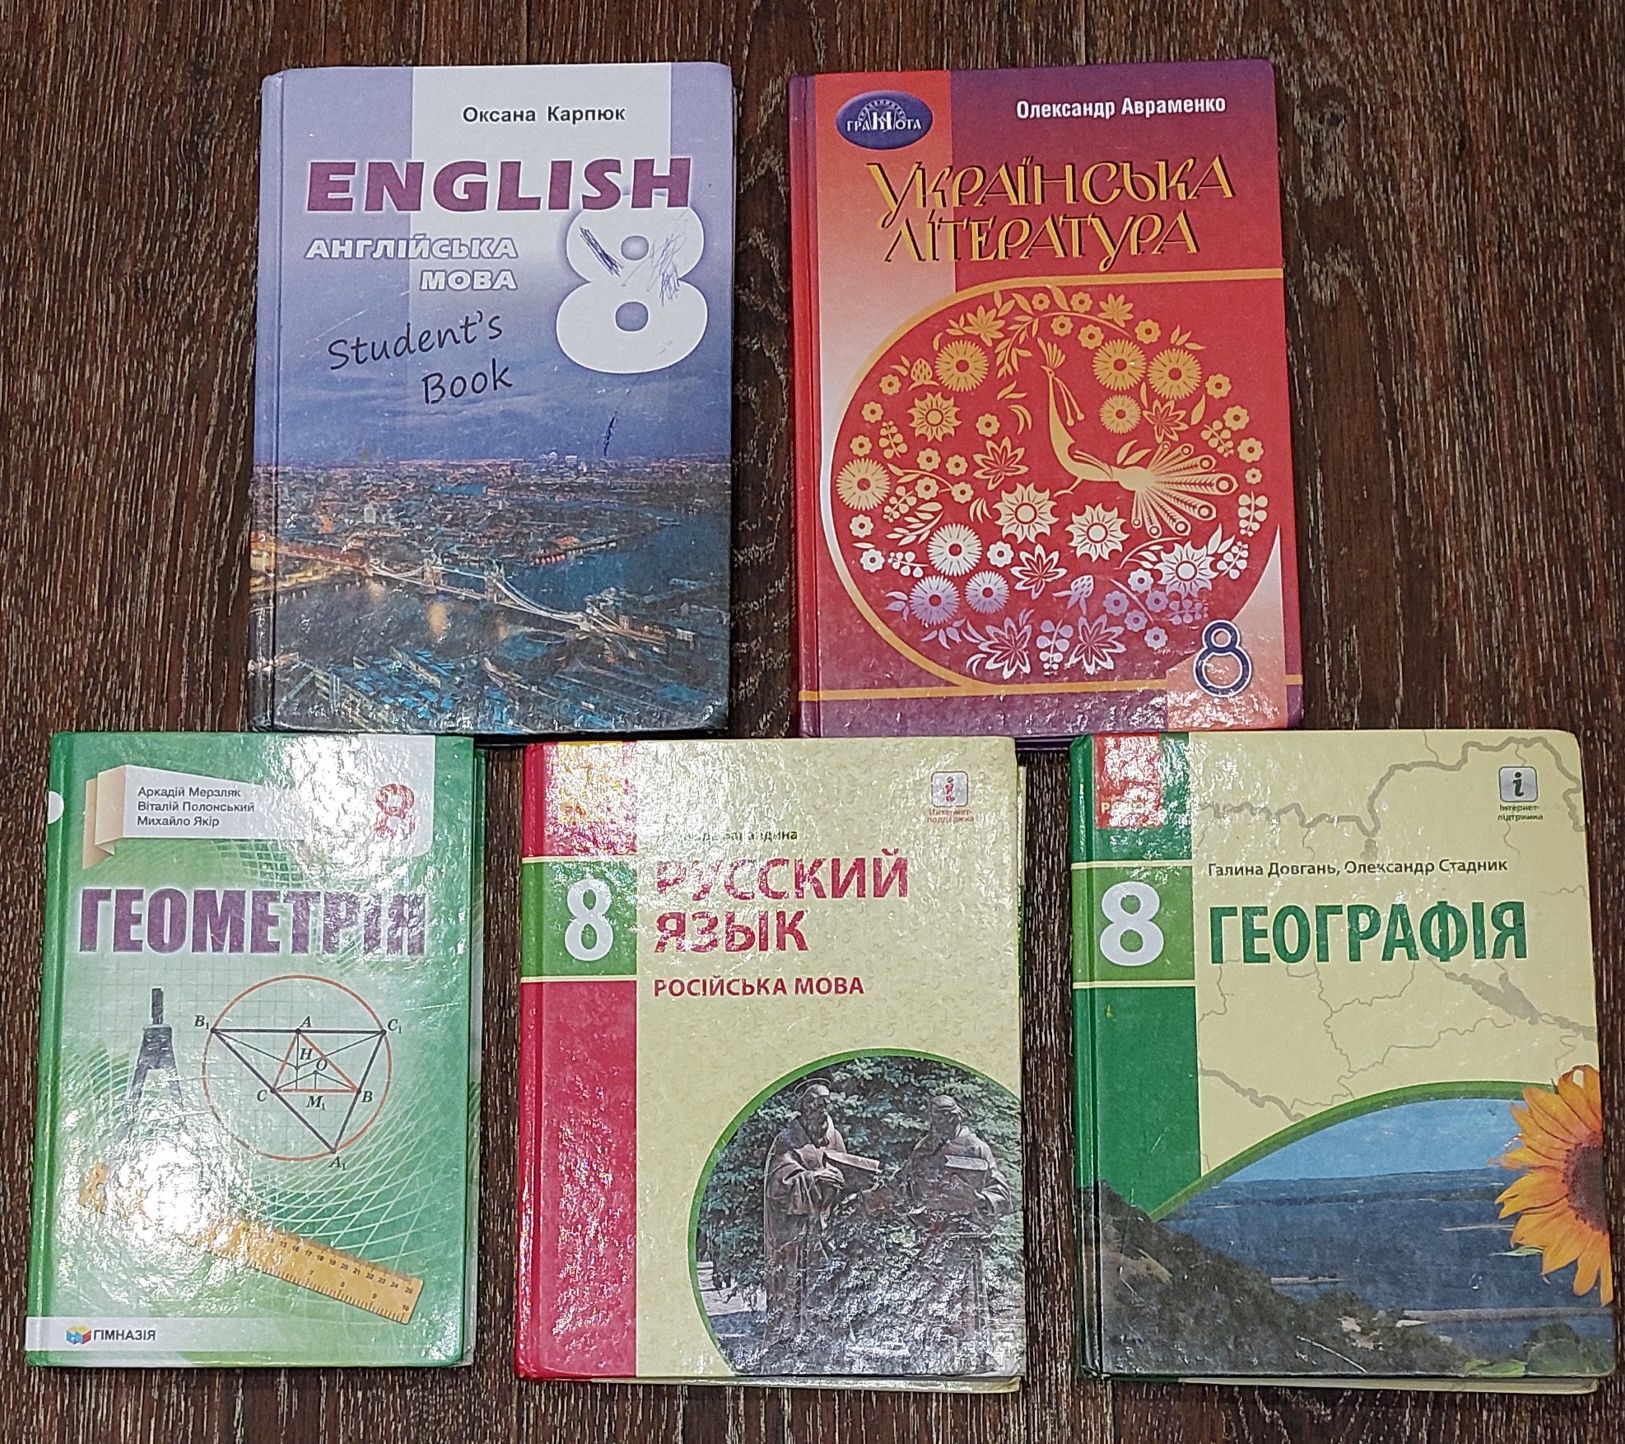 Оксана Карпюк
ENGLISH
АНГЛІЙСЬКА
МОВА
8
Student's
Book
ГРАМОТА
Олександр Авраменко
УКРАЇНСЬКА
ЛІТЕРАТУРА
8
Аркадій Мерзляк
Віталій Полонський
Михайло Якір
8
ГЕОМЕТРІЯ
B₁ A C₁
H
O
C M₁ B
A₁
ГІМНАЗІЯ
Интернет-
поддержка
8
РУССКИЙ
ЯЗЫК
РОСІЙСЬКА МОВА
Інтернет-
підтримка
Галина Довгань, Олександр Стадник
8
ГЕОГРАФІЯ